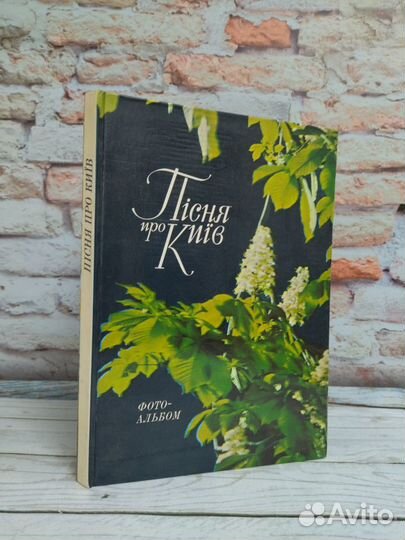 ПІСНЯ ПРО КИЇВ
Пісня
про
Київ
ФОТО-
АЛЬБОМ
Avito